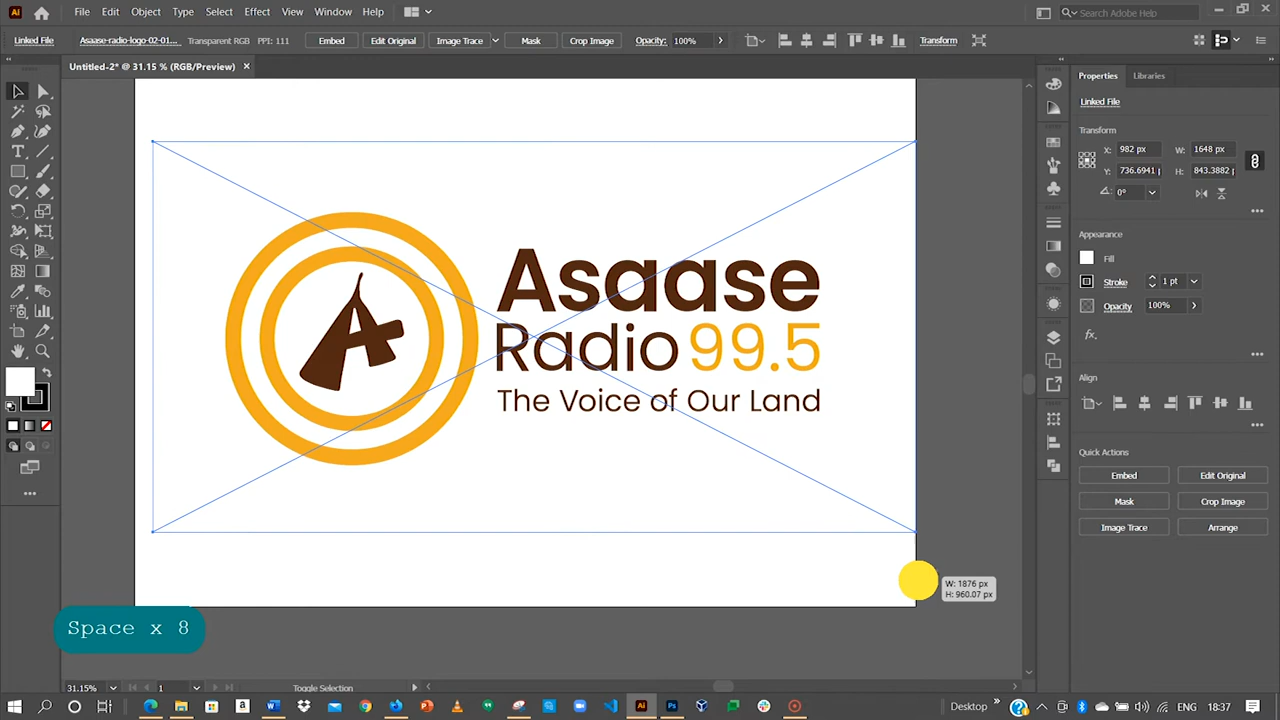 Ai File Edit Object Type Select Effect View Window Help Search Adobe Help
Linked File Asaase-radio-logo-02-01... Transparent RGB PPI: 111 Embed Edit Original Image Trace Mask Crop Image Opacity: 100% Transform
Untitled-2* @ 31.15 % (RGB/Preview)
Properties Libraries
Linked File
Transform
X: 982 px W: 1648 px
Y: 736.6941 H: 843.3882
0°
Appearance
Fill
Stroke 1 pt
Opacity 100%
fx.
Align
Quick Actions
Embed Edit Original
Mask Crop Image
Image Trace Arrange
Asaase
Radio 99.5
The Voice of Our Land
W: 1876 px
H: 960.07 px
Space x 8
31.15% 1 Toggle Selection
Desktop ENG 18:37